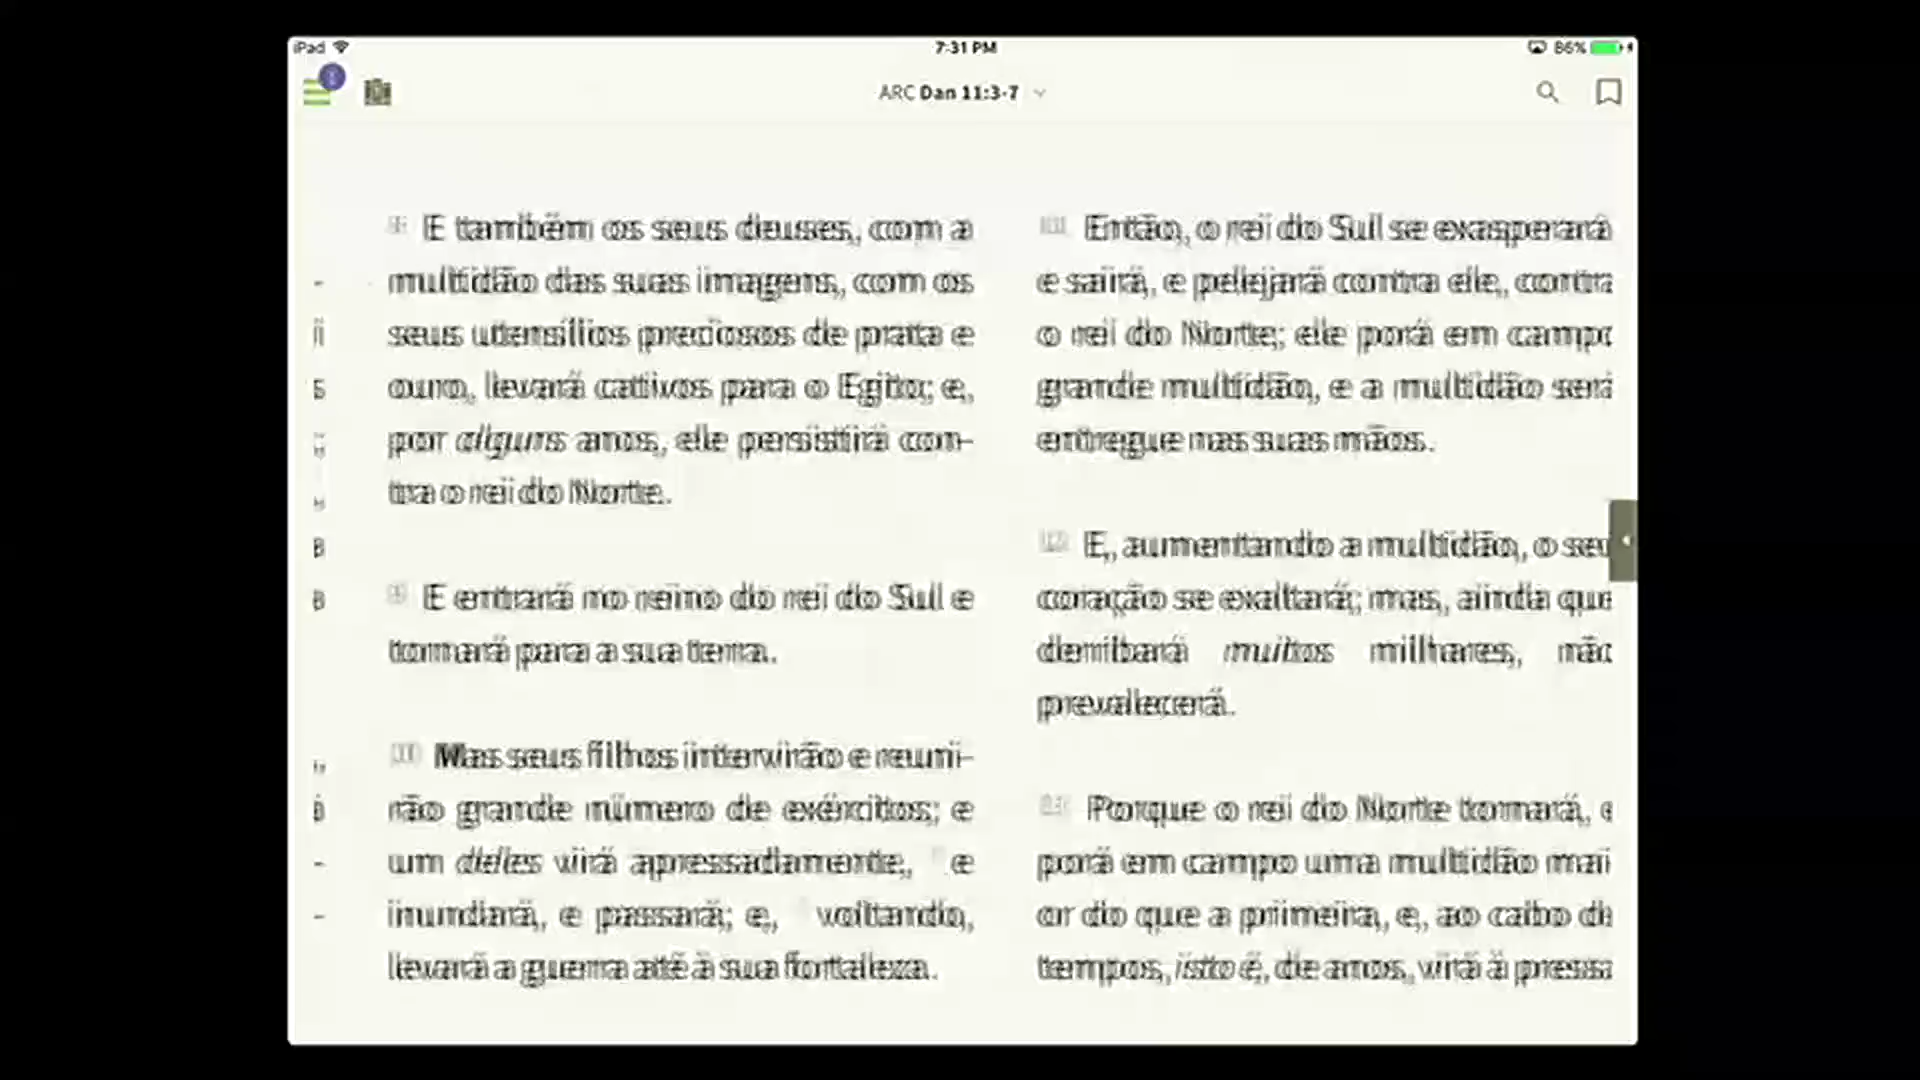 iPad
7:31 PM
86%
ARC Dan 11:3-7
E também os seus deuses, com a
multidão das suas imagens, com os
seus utensílios preciosos de prata e
ouro, levará cativos para o Egito; e,
por alguns anos, ele persistirá con-
tra o rei do Norte.
9 E entrará no reino do rei do Sul e
tornará para a sua terra.
10 Mas seus filhos intervirão e reuni-
rão grande número de exércitos; e
um deles virá apressadamente, e
inundará, e passará; e, voltando,
levará a guerra até à sua fortaleza.
11 Então, o rei do Sul se exasperará
e sairá, e pelejará contra ele, contra
o rei do Norte; ele porá em campo
grande multidão, e a multidão será
entregue nas suas mãos.
12 E, aumentando a multidão, o seu
coração se exaltará; mas, ainda que
derribará muitos milhares, não
prevalecerá.
13 Porque o rei do Norte tornará, e
porá em campo uma multidão mai
or do que a primeira, e, ao cabo de
tempos, isto é, de anos, virá à pressa